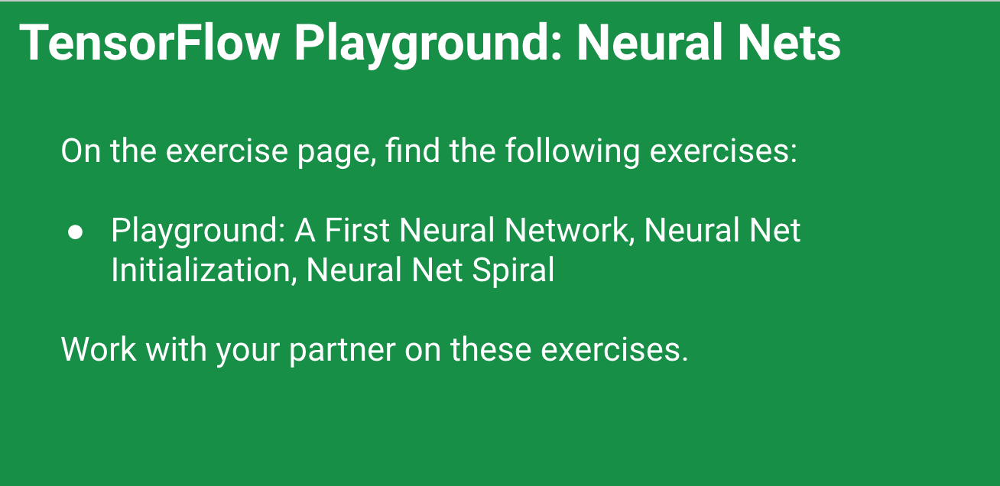 TensorFlow Playground: Neural Nets
On the exercise page, find the following exercises:
● Playground: A First Neural Network, Neural Net
Initialization, Neural Net Spiral
Work with your partner on these exercises.